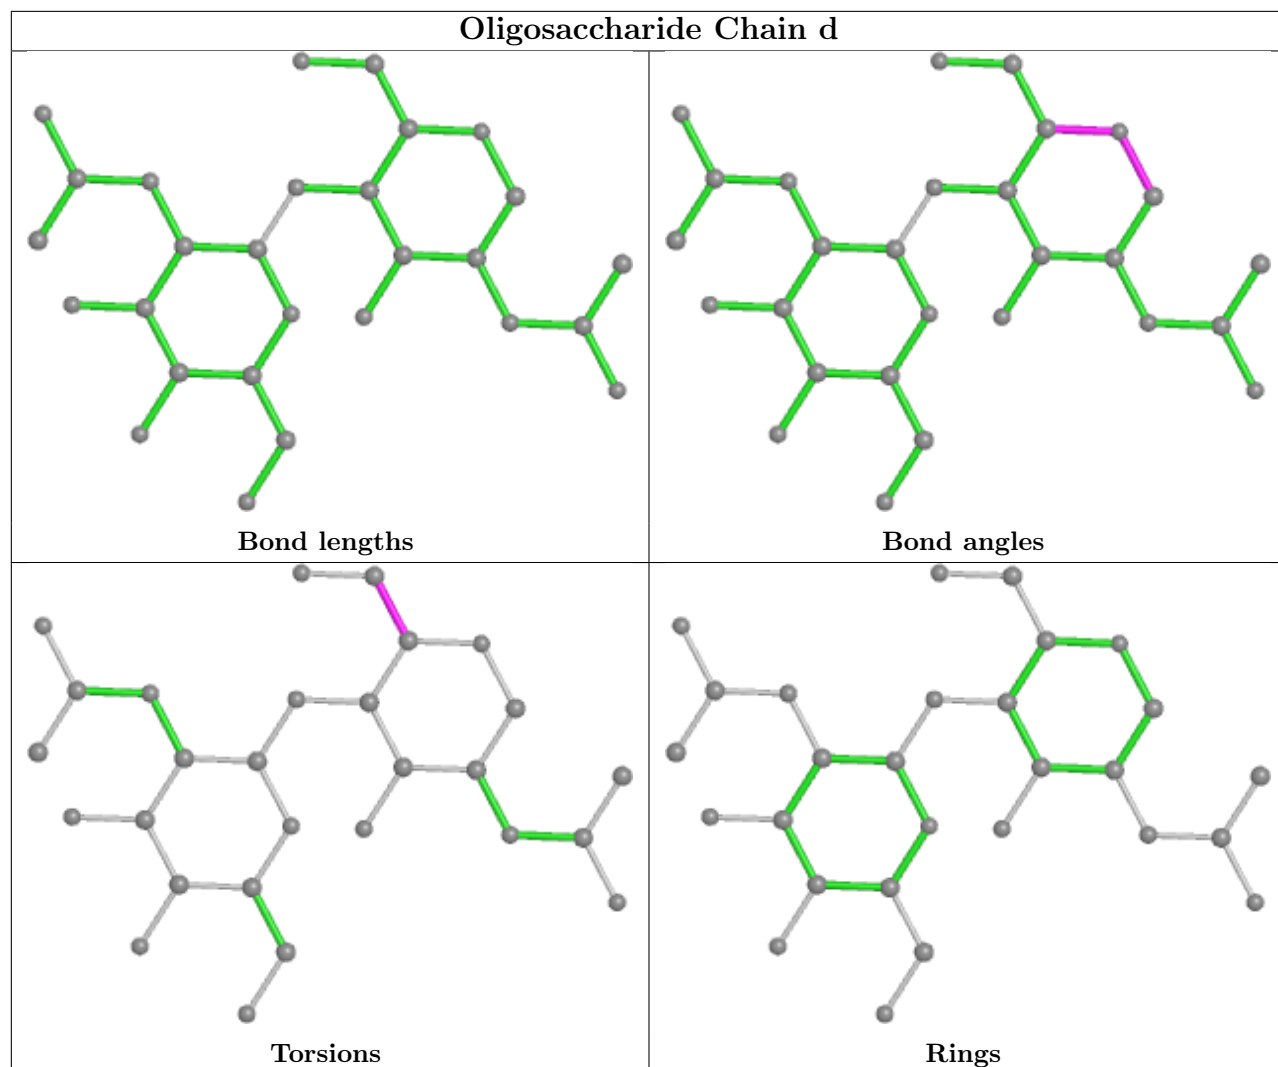 Oligosaccharide Chain d
Bond lengths
Bond angles
Torsions
Rings